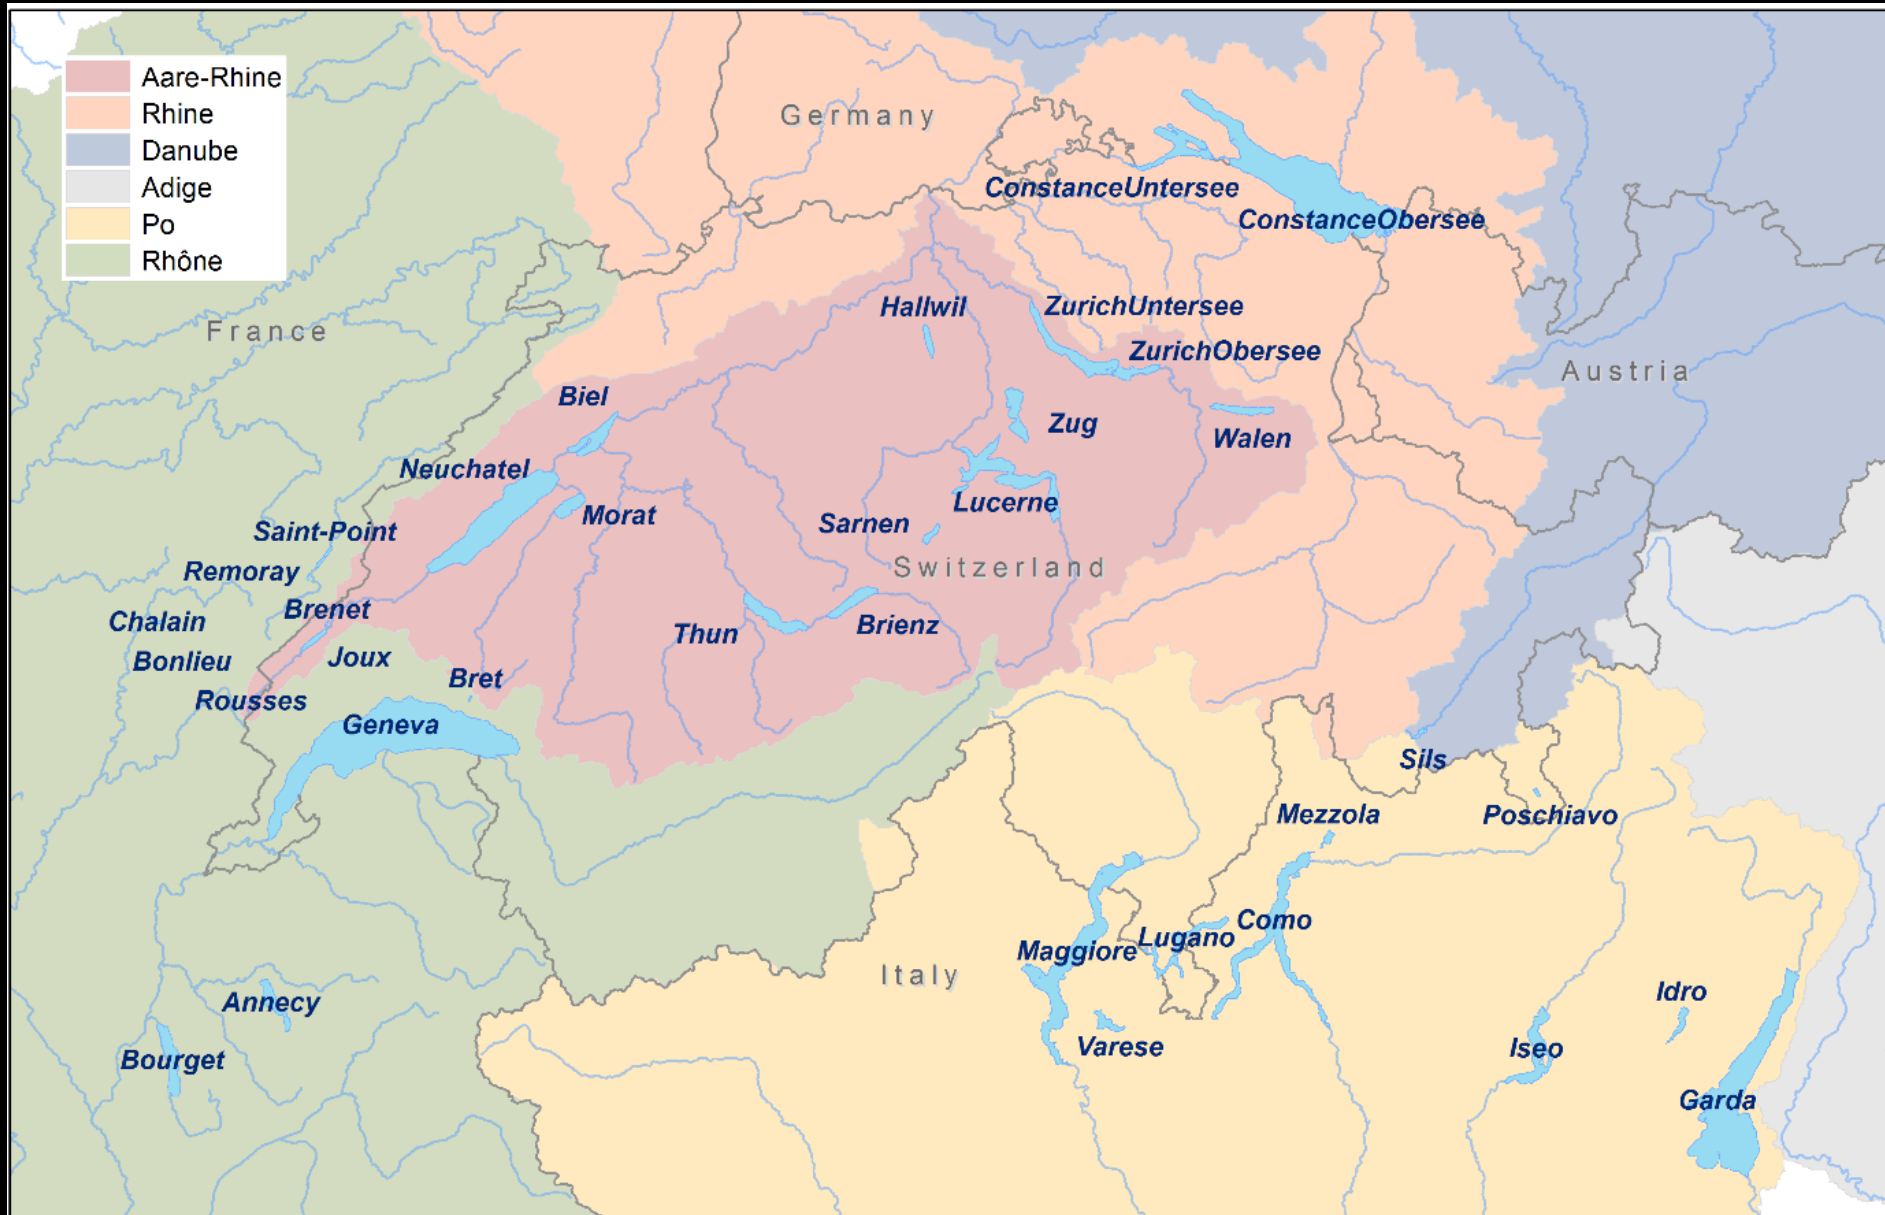 Aare-Rhine
Rhine
Danube
Adige
Po
Rhône
Germany
ConstanceUntersee
ConstanceObersee
Hallwil
ZurichUntersee
France
ZurichObersee
Austria
Biel
Zug
Walen
Neuchatel
Lucerne
Morat
Sarnen
Saint-Point
Switzerland
Remoray
Brenet
Chalain
Brienz
Thun
Joux
Bonlieu
Bret
Rousses
Geneva
Sils
Mezzola
Poschiavo
Como
Lugano
Maggiore
Italy
Idro
Annecy
Varese
Iseo
Bourget
Garda